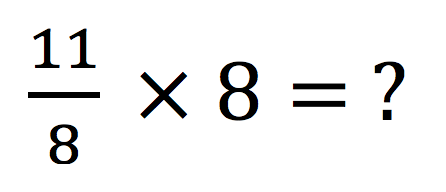 11/8 × 8 = ?